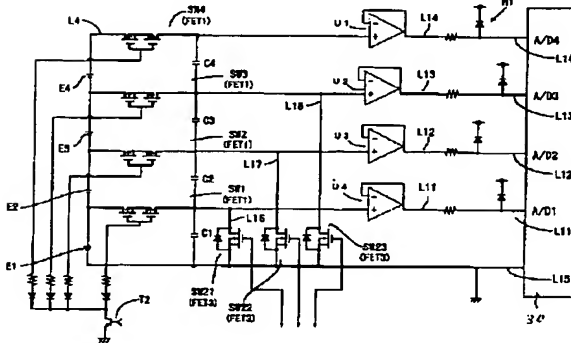 L4
SW4
(FET1)
U1
L14
M1
A/D4
L14
E4
C4
SW3
(FET1)
U2
L13
A/D3
L13
L18
E3
C3
SW2
(FET1)
U3
L12
A/D2
L12
L17
E2
C2
SW1
(FET1)
U4
L11
A/D1
L11
L16
E1
C1
SW23
(FET3)
L15
SW21
(FET3)
SW22
(FET3)
T2
30